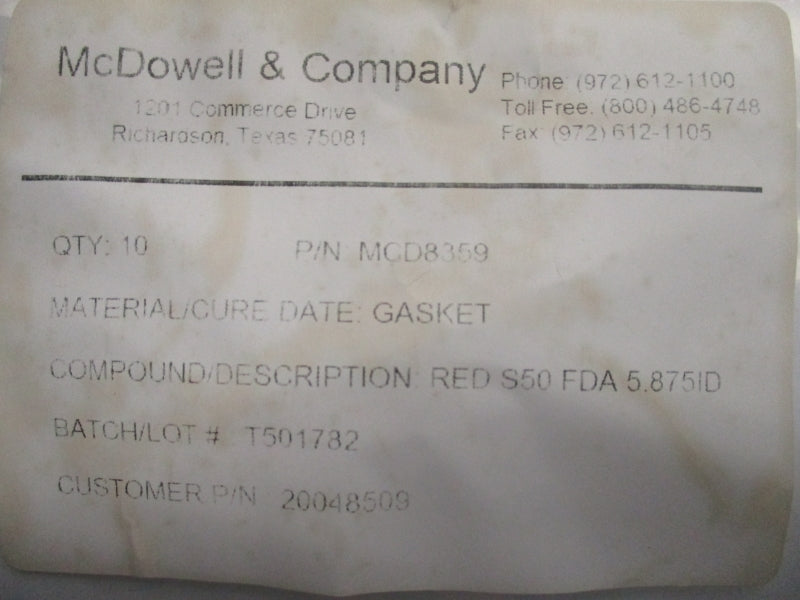 McDowell & Company
1201 Commerce Drive
Richardson, Texas 75081
Phone: (972) 612-1100
Toll Free. (800) 486-4748
Fax: (972) 612-1105
QTY: 10 P/N: MCD8359
MATERIAL/CURE DATE: GASKET
COMPOUND/DESCRIPTION: RED S50 FDA 5.875ID
BATCH/LOT # T501782
CUSTOMER P/N: 20048509